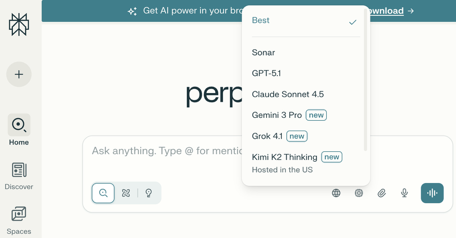 Get AI power in your brow
ownload →
Best
Sonar
GPT-5.1
Claude Sonnet 4.5
Gemini 3 Pro new
Grok 4.1 new
Kimi K2 Thinking new
Hosted in the US
perp
Ask anything. Type @ for mentio
Home
Discover
Spaces